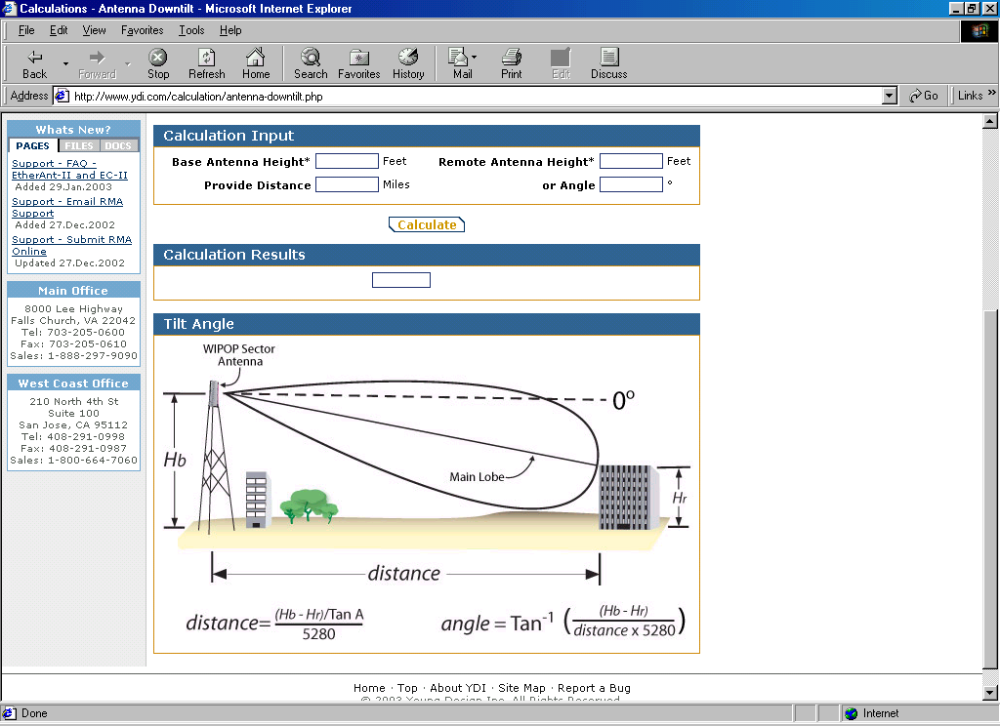 Calculations - Antenna Downtilt - Microsoft Internet Explorer
File Edit View Favorites Tools Help
Back Forward Stop Refresh Home Search Favorites History Mail Print Edit Discuss
Address http://www.ydi.com/calculation/antenna-downtilt.php Go Links »
Whats New?
PAGES FILES DOCS
Support - FAQ -
EtherAnt-II and EC-II
Added 29.Jan.2003
Support - Email RMA
Support
Added 27.Dec.2002
Support - Submit RMA
Online
Updated 27.Dec.2002
Main Office
8000 Lee Highway
Falls Church, VA 22042
Tel: 703-205-0600
Fax: 703-205-0610
Sales: 1-888-297-9090
West Coast Office
210 North 4th St
Suite 100
San Jose, CA 95112
Tel: 408-291-0998
Fax: 408-291-0987
Sales: 1-800-664-7060
Calculation Input
Base Antenna Height* Feet Remote Antenna Height* Feet
Provide Distance Miles or Angle °
Calculate
Calculation Results
Tilt Angle
WIPOP Sector
Antenna
0°
Hb
Main Lobe
Hr
distance
distance= (Hb - Hr)/Tan A
5280
angle = Tan-1 ( (Hb - Hr)
distance x 5280 )
Home · Top · About YDI · Site Map · Report a Bug
© 2003 Young Design Inc. All Rights Reserved
Done Internet